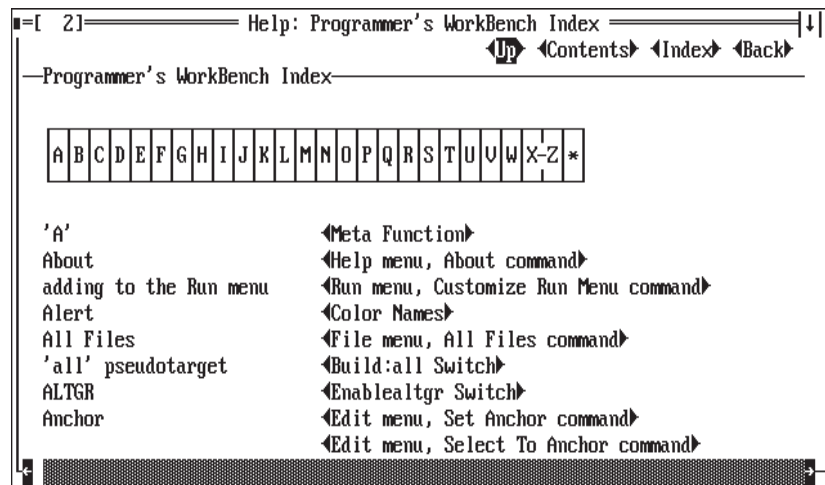 [ 2] Help: Programmer's WorkBench Index
Up Contents Index Back
Programmer's WorkBench Index
A B C D E F G H I J K L M N O P Q R S T U V W X-Z *
'A' Meta Function
About Help menu, About command
adding to the Run menu Run menu, Customize Run Menu command
Alert Color Names
All Files File menu, All Files command
'all' pseudotarget Build:all Switch
ALTGR Enablealtgr Switch
Anchor Edit menu, Set Anchor command
Edit menu, Select To Anchor command